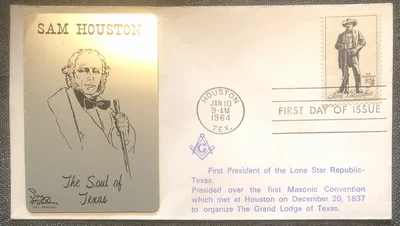 SAM HOUSTON
The Soul of
Texas
HOUSTON
JAN 10
9-AM
1964
TEX.
FIRST DAY OF ISSUE
G
First President of the Lone Star Republic-
Texas.
Presided over the first Masonic Convention
which met at Houston on December 20, 1837
to organize The Grand Lodge of Texas.